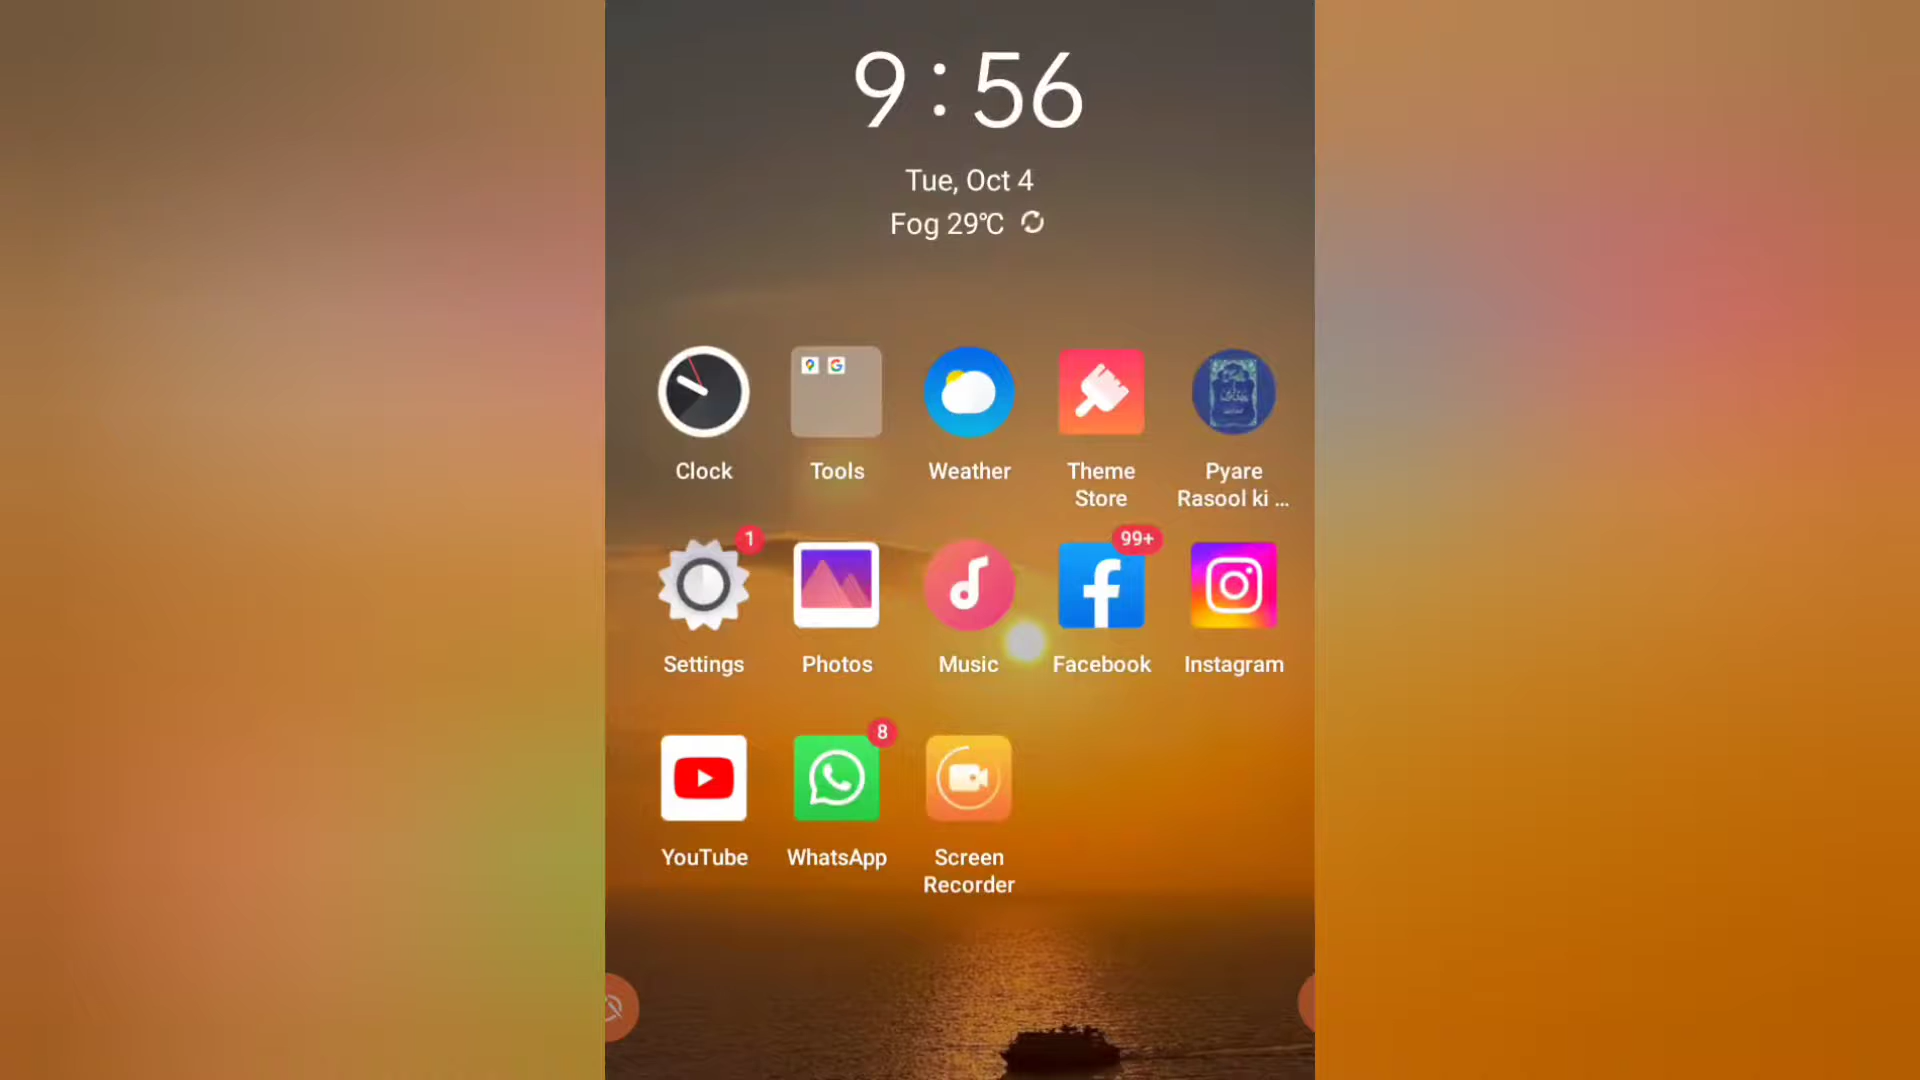 9:56
Tue, Oct 4
Fog 29℃
Clock
Tools
Weather
Theme
Store
Pyare
Rasool ki ...
1
99+
Settings
Photos
Music
Facebook
Instagram
8
YouTube
WhatsApp
Screen
Recorder